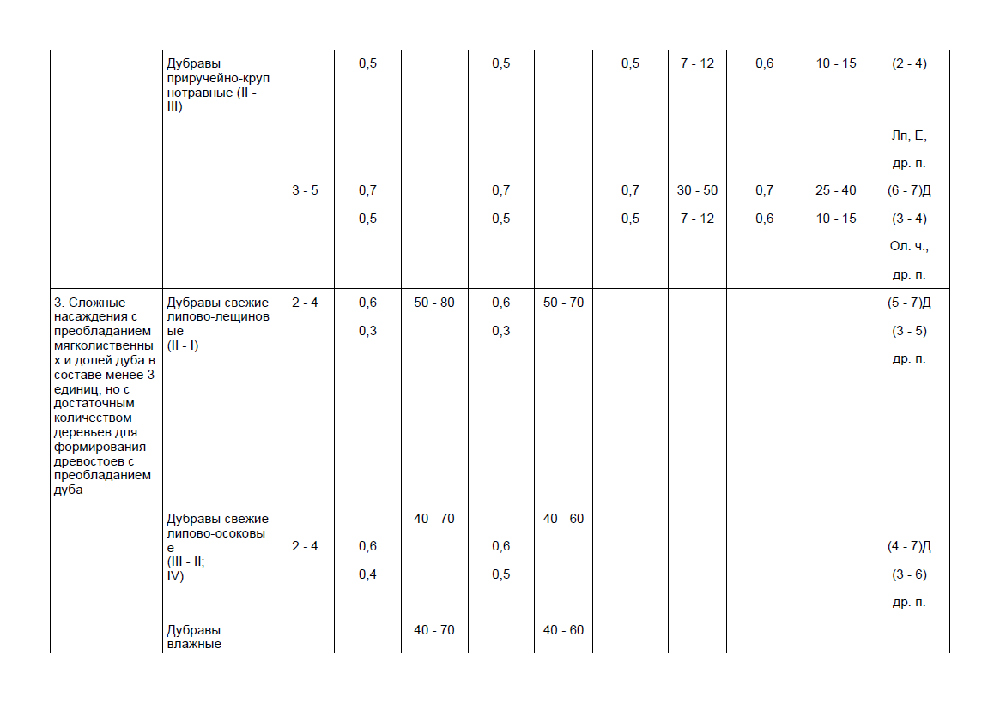 Дубравы 0,5 0,5 0,5 7 - 12 0,6 10 - 15 (2 - 4)
приручейно-круп
нотравные (II -
III)
Лп, Е,
др. п.
3 - 5 0,7 0,7 0,7 30 - 50 0,7 25 - 40 (6 - 7)Д
0,5 0,5 0,5 7 - 12 0,6 10 - 15 (3 - 4)
Ол. ч.,
др. п.
3. Сложные Дубравы свежие 2 - 4 0,6 50 - 80 0,6 50 - 70 (5 - 7)Д
насаждения с липово-лещинов
преобладанием ые 0,3 0,3 (3 - 5)
мягколиственны (II - I)
х и долей дуба в др. п.
составе менее 3
единиц, но с
достаточным
количеством
деревьев для
формирования
древостоев с
преобладанием
дуба
Дубравы свежие 40 - 70 40 - 60
липово-осоковы
е 2 - 4 0,6 0,6 (4 - 7)Д
(III - II;
IV) 0,4 0,5 (3 - 6)
др. п.
Дубравы 40 - 70 40 - 60
влажные